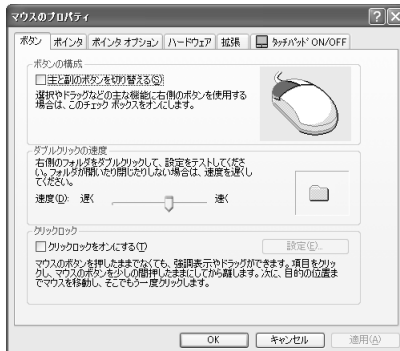 マウスのプロパティ
ボタン ポインタ ポインタ オプション ハードウェア 拡張 タッチパッド ON/OFF
ボタンの構成
主と副のボタンを切り替える(S)
選択やドラッグなどの主な機能に右側のボタンを使用する
場合は、このチェック ボックスをオンにします。
ダブルクリックの速度
右側のフォルダをダブルクリックして、設定をテストしてくださ
い。フォルダが開いたり閉じたりしない場合は、速度を遅くし
てください。
速度(D): 遅く 速く
クリックロック
クリックロックをオンにする(T)
設定(E)...
マウスのボタンを押したままでなくても、強調表示やドラッグができます。項目をクリッ
クし、マウスのボタンを少しの間押したままにしてから離します。次に、目的の位置ま
でマウスを移動し、そこでもう一度クリックします。
OK キャンセル 適用(A)